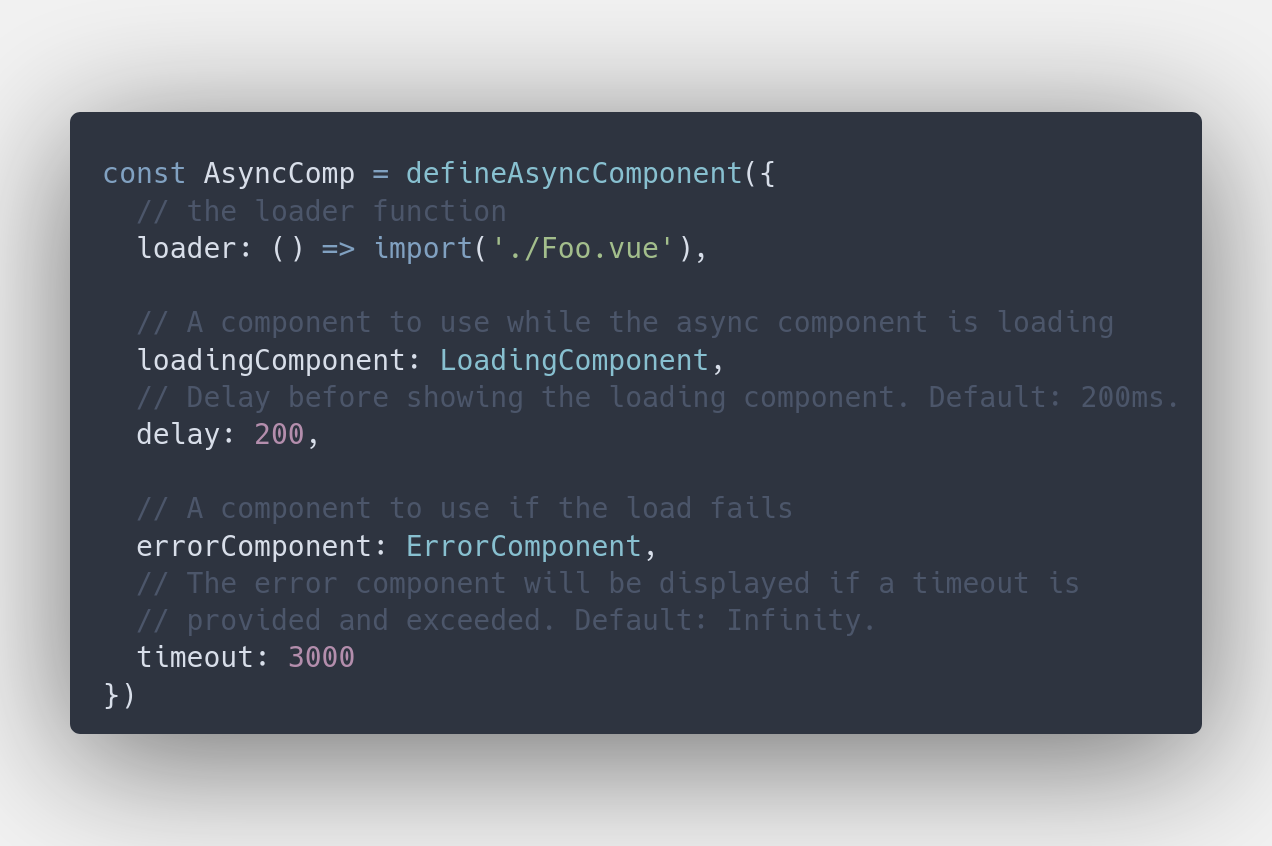 const AsyncComp = defineAsyncComponent({
  // the loader function
  loader: () => import('./Foo.vue'),

  // A component to use while the async component is loading
  loadingComponent: LoadingComponent,
  // Delay before showing the loading component. Default: 200ms.
  delay: 200,

  // A component to use if the load fails
  errorComponent: ErrorComponent,
  // The error component will be displayed if a timeout is
  // provided and exceeded. Default: Infinity.
  timeout: 3000
})